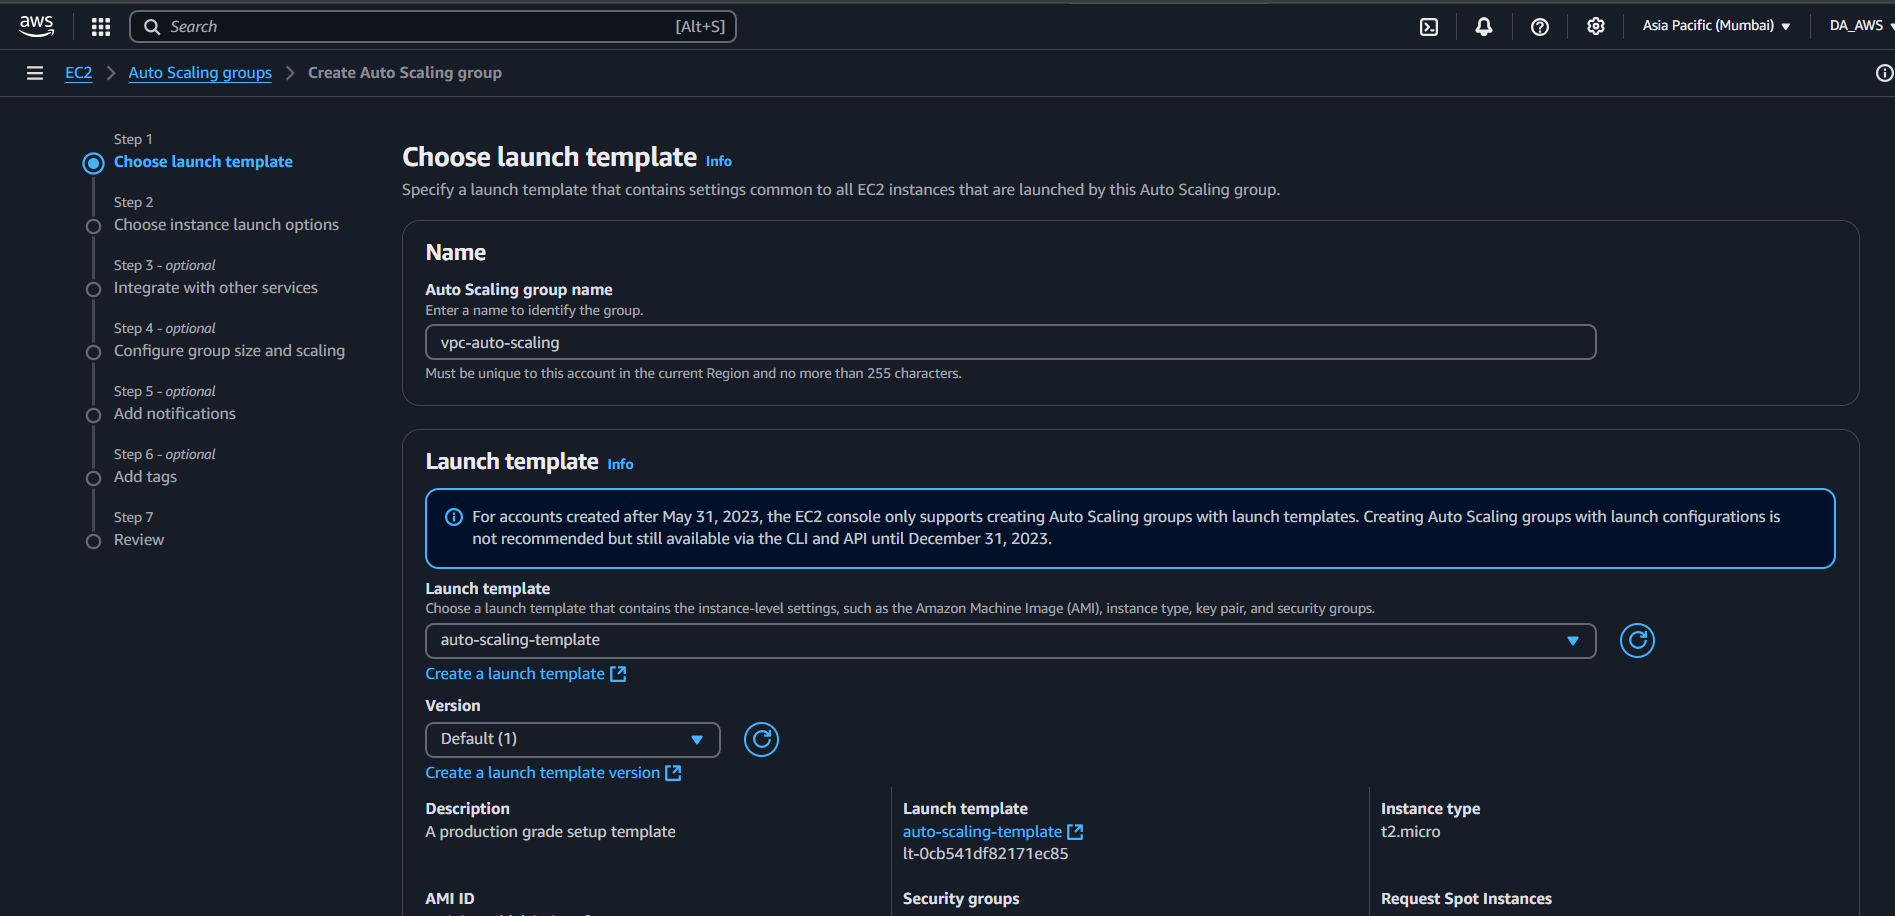 aws
Search [Alt+S]
Asia Pacific (Mumbai)
DA_AWS
EC2 Auto Scaling groups Create Auto Scaling group
Step 1
Choose launch template
Step 2
Choose instance launch options
Step 3 - optional
Integrate with other services
Step 4 - optional
Configure group size and scaling
Step 5 - optional
Add notifications
Step 6 - optional
Add tags
Step 7
Review
Choose launch template Info
Specify a launch template that contains settings common to all EC2 instances that are launched by this Auto Scaling group.
Name
Auto Scaling group name
Enter a name to identify the group.
vpc-auto-scaling
Must be unique to this account in the current Region and no more than 255 characters.
Launch template Info
For accounts created after May 31, 2023, the EC2 console only supports creating Auto Scaling groups with launch templates. Creating Auto Scaling groups with launch configurations is
not recommended but still available via the CLI and API until December 31, 2023.
Launch template
Choose a launch template that contains the instance-level settings, such as the Amazon Machine Image (AMI), instance type, key pair, and security groups.
auto-scaling-template
Create a launch template
Version
Default (1)
Create a launch template version
Description
A production grade setup template
Launch template
auto-scaling-template
lt-0cb541df82171ec85
Instance type
t2.micro
AMI ID
Security groups
Request Spot Instances